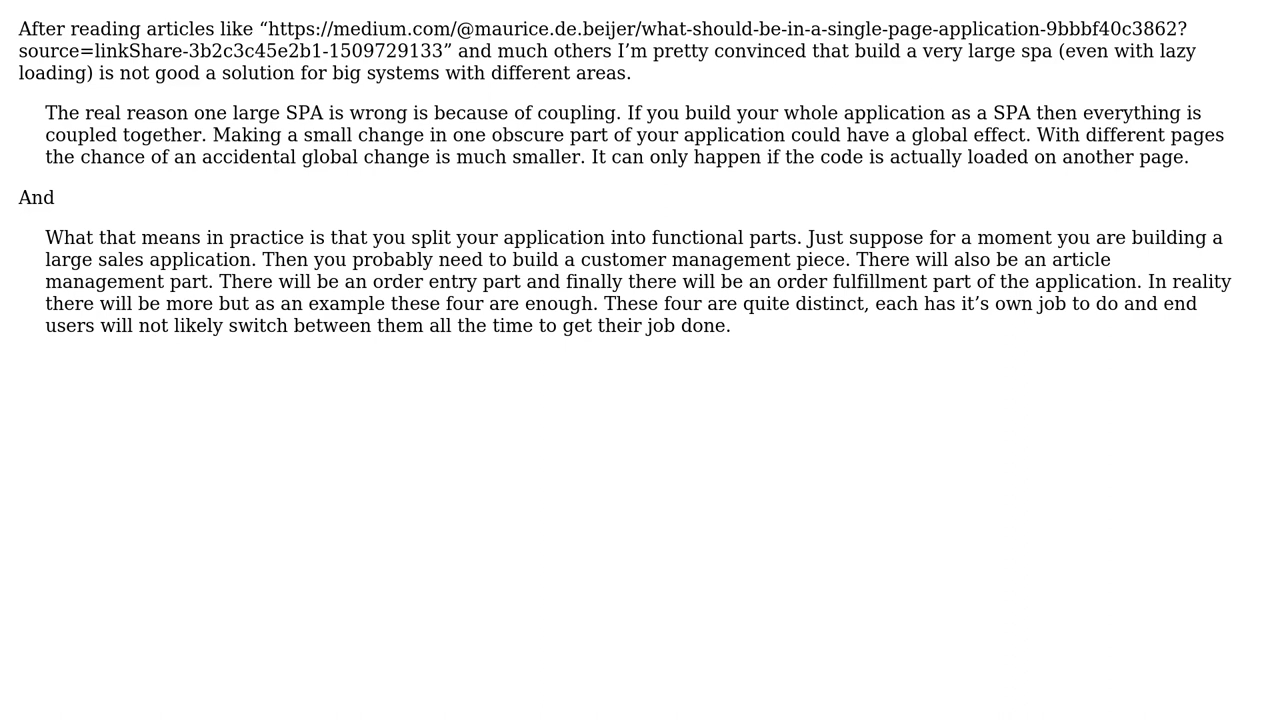 After reading articles like “https://medium.com/@maurice.de.beijer/what-should-be-in-a-single-page-application-9bbbf40c3862?
source=linkShare-3b2c3c45e2b1-1509729133” and much others I’m pretty convinced that build a very large spa (even with lazy
loading) is not good a solution for big systems with different areas.
The real reason one large SPA is wrong is because of coupling. If you build your whole application as a SPA then everything is
coupled together. Making a small change in one obscure part of your application could have a global effect. With different pages
the chance of an accidental global change is much smaller. It can only happen if the code is actually loaded on another page.
And
What that means in practice is that you split your application into functional parts. Just suppose for a moment you are building a
large sales application. Then you probably need to build a customer management piece. There will also be an article
management part. There will be an order entry part and finally there will be an order fulfillment part of the application. In reality
there will be more but as an example these four are enough. These four are quite distinct, each has it’s own job to do and end
users will not likely switch between them all the time to get their job done.